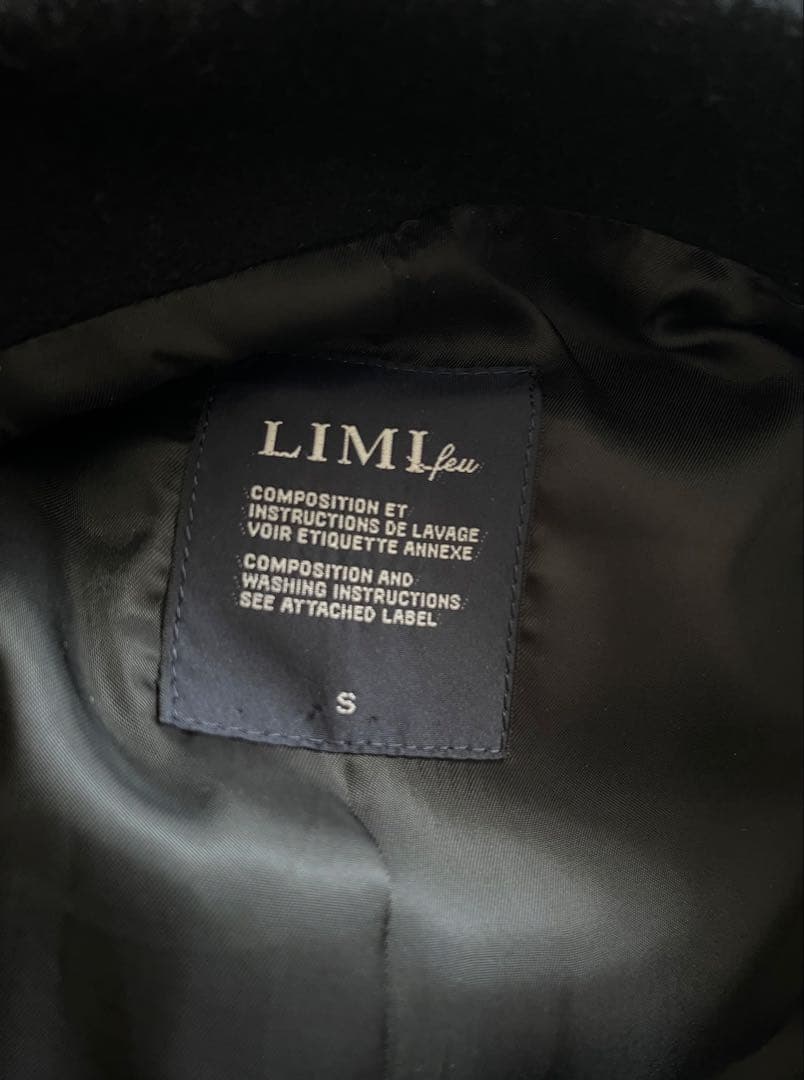 LIMI feu
COMPOSITION ET
INSTRUCTIONS DE LAVAGE
VOIR ETIQUETTE ANNEXE
COMPOSITION AND
WASHING INSTRUCTIONS
SEE ATTACHED LABEL
S